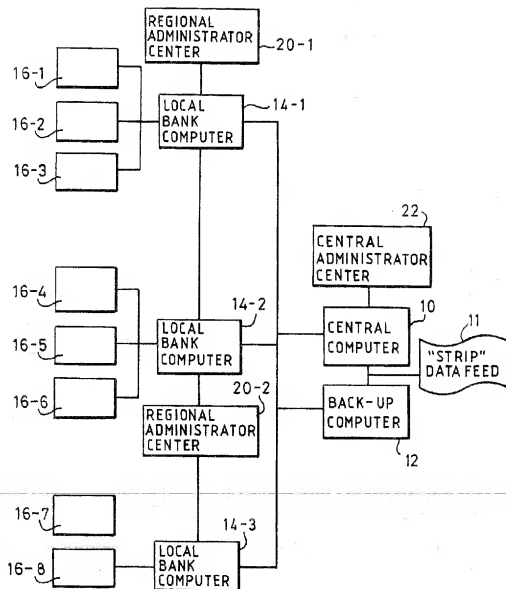 REGIONAL
ADMINISTRATOR
CENTER
20-1
16-1
16-2
16-3
LOCAL
BANK
COMPUTER
14-1
22
CENTRAL
ADMINISTRATOR
CENTER
16-4
16-5
16-6
LOCAL
BANK
COMPUTER
14-2
10
CENTRAL
COMPUTER
11
"STRIP"
DATA FEED
BACK-UP
COMPUTER
12
20-2
REGIONAL
ADMINISTRATOR
CENTER
16-7
16-8
14-3
LOCAL
BANK
COMPUTER